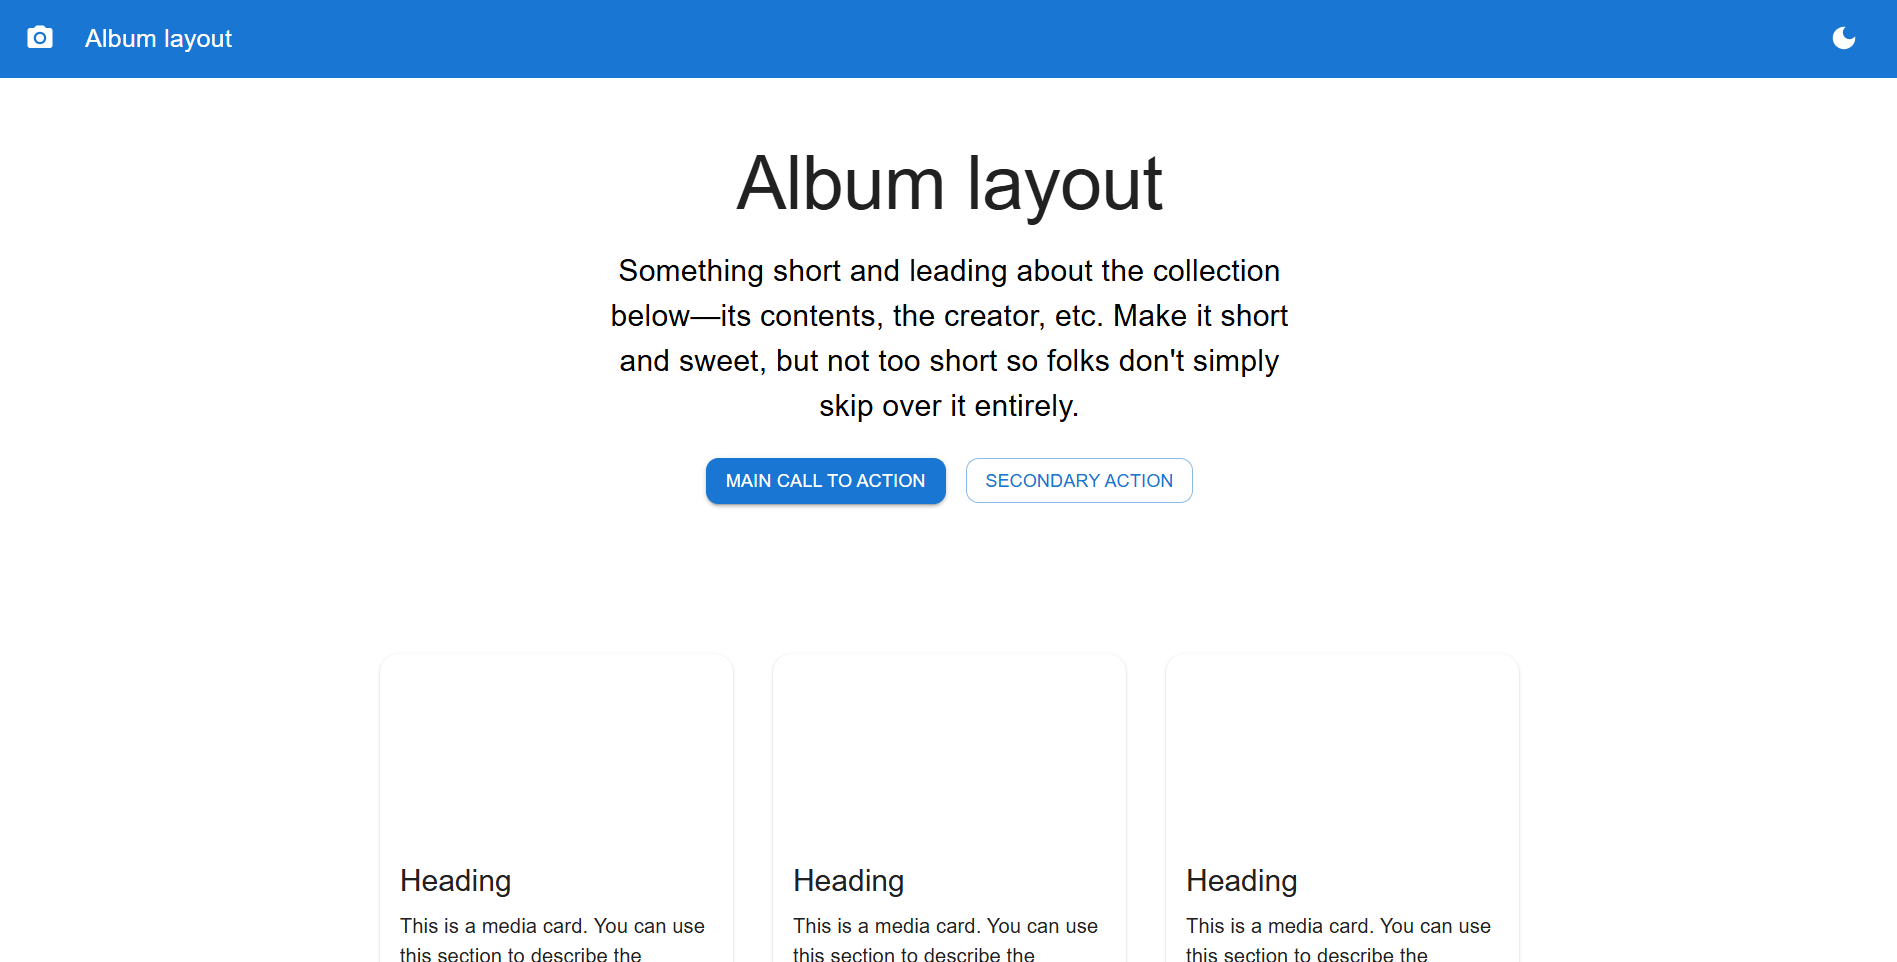 Album layout
Album layout
Something short and leading about the collection
below—its contents, the creator, etc. Make it short
and sweet, but not too short so folks don't simply
skip over it entirely.
MAIN CALL TO ACTION
SECONDARY ACTION
Heading
This is a media card. You can use
this section to describe the
Heading
This is a media card. You can use
this section to describe the
Heading
This is a media card. You can use
this section to describe the